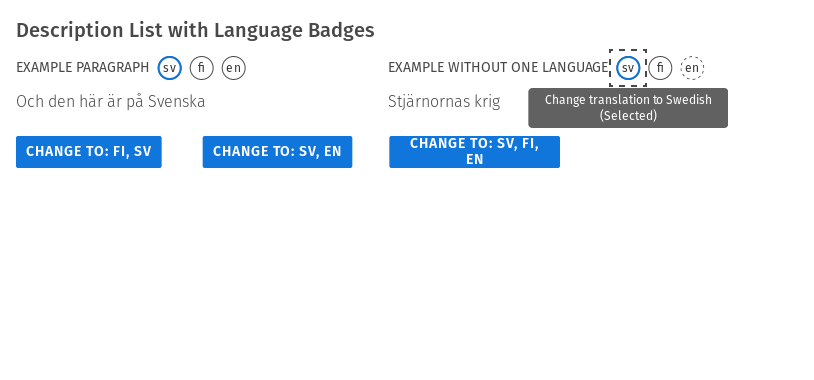 Description List with Language Badges
EXAMPLE PARAGRAPH sv fi en
EXAMPLE WITHOUT ONE LANGUAGE sv fi en
Och den här är på Svenska
Stjärnornas krig
Change translation to Swedish
(Selected)
CHANGE TO: FI, SV
CHANGE TO: SV, EN
CHANGE TO: SV, FI,
EN